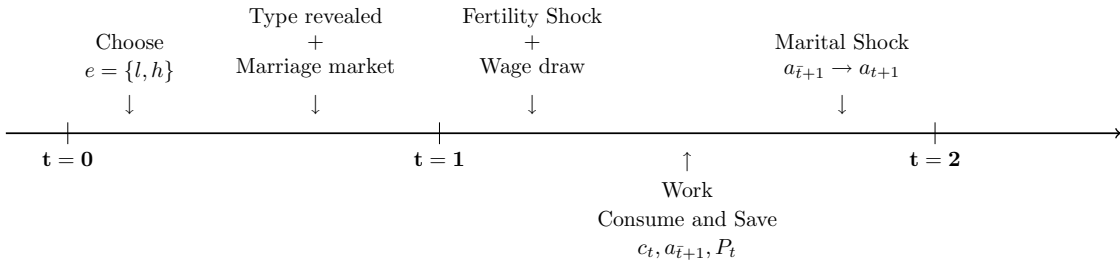 Choose
e = {l, h}
↓
Type revealed
+
Marriage market
↓
Fertility Shock
+
Wage draw
↓
Marital Shock
a_{\bar{t}+1} → a_{t+1}
↓
t = 0
t = 1
t = 2
↑
Work
Consume and Save
c_t, a_{\bar{t}+1}, P_t